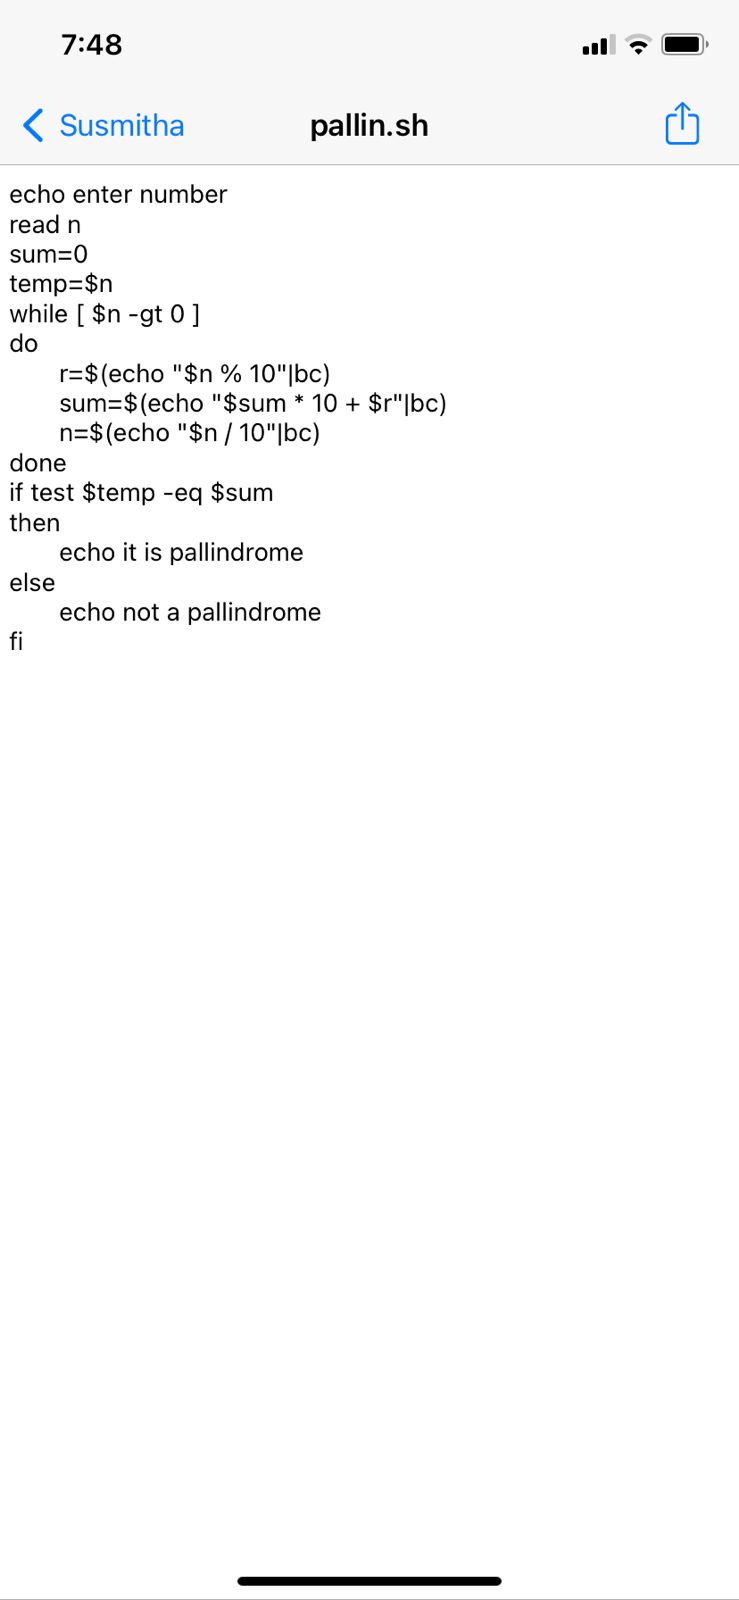 7:48
Susmitha pallin.sh
echo enter number
read n
sum=0
temp=$n
while [ $n -gt 0 ]
do
r=$(echo "$n % 10"|bc)
sum=$(echo "$sum * 10 + $r"|bc)
n=$(echo "$n / 10"|bc)
done
if test $temp -eq $sum
then
echo it is pallindrome
else
echo not a pallindrome
fi